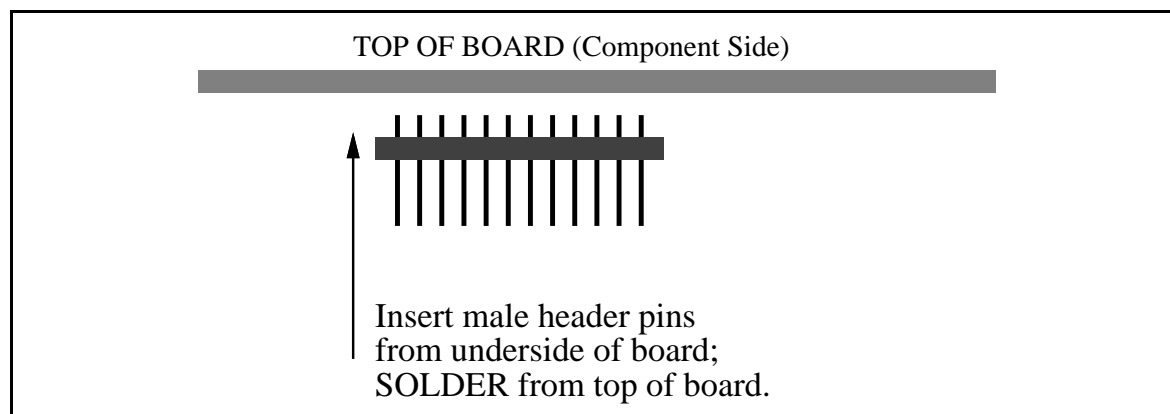 TOP OF BOARD (Component Side)
Insert male header pins
from underside of board;
SOLDER from top of board.